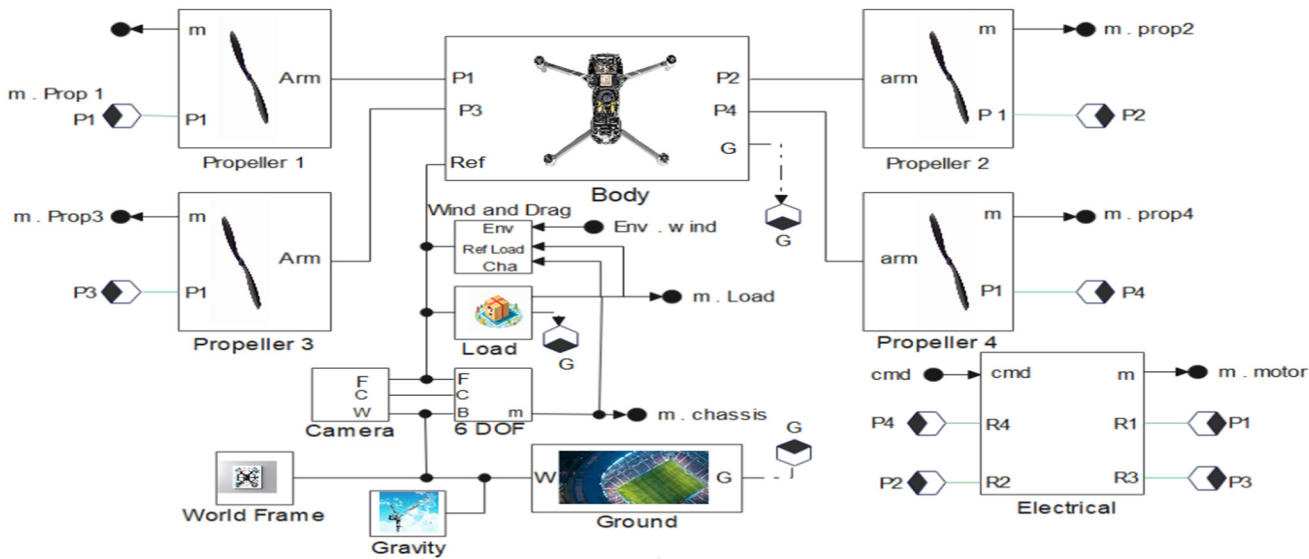 m
Arm
m . Prop 1
P1
P1
Propeller 1
P1
P3
Ref
P2
P4
G
Body
m
arm
P 1
m . prop2
P2
Propeller 2
G
m . Prop3
m
Arm
P3
P1
Propeller 3
Wind and Drag
Env
Ref Load
Cha
Env . wind
m . Load
Load
G
m
arm
P1
m . prop4
P4
Propeller 4
F
C
W
Camera
F
C
B
m
6 DOF
m . chassis
cmd
cmd
m
m . motor
P4
R4
R1
P1
P2
R2
R3
P3
Electrical
World Frame
Gravity
W
G
Ground
G